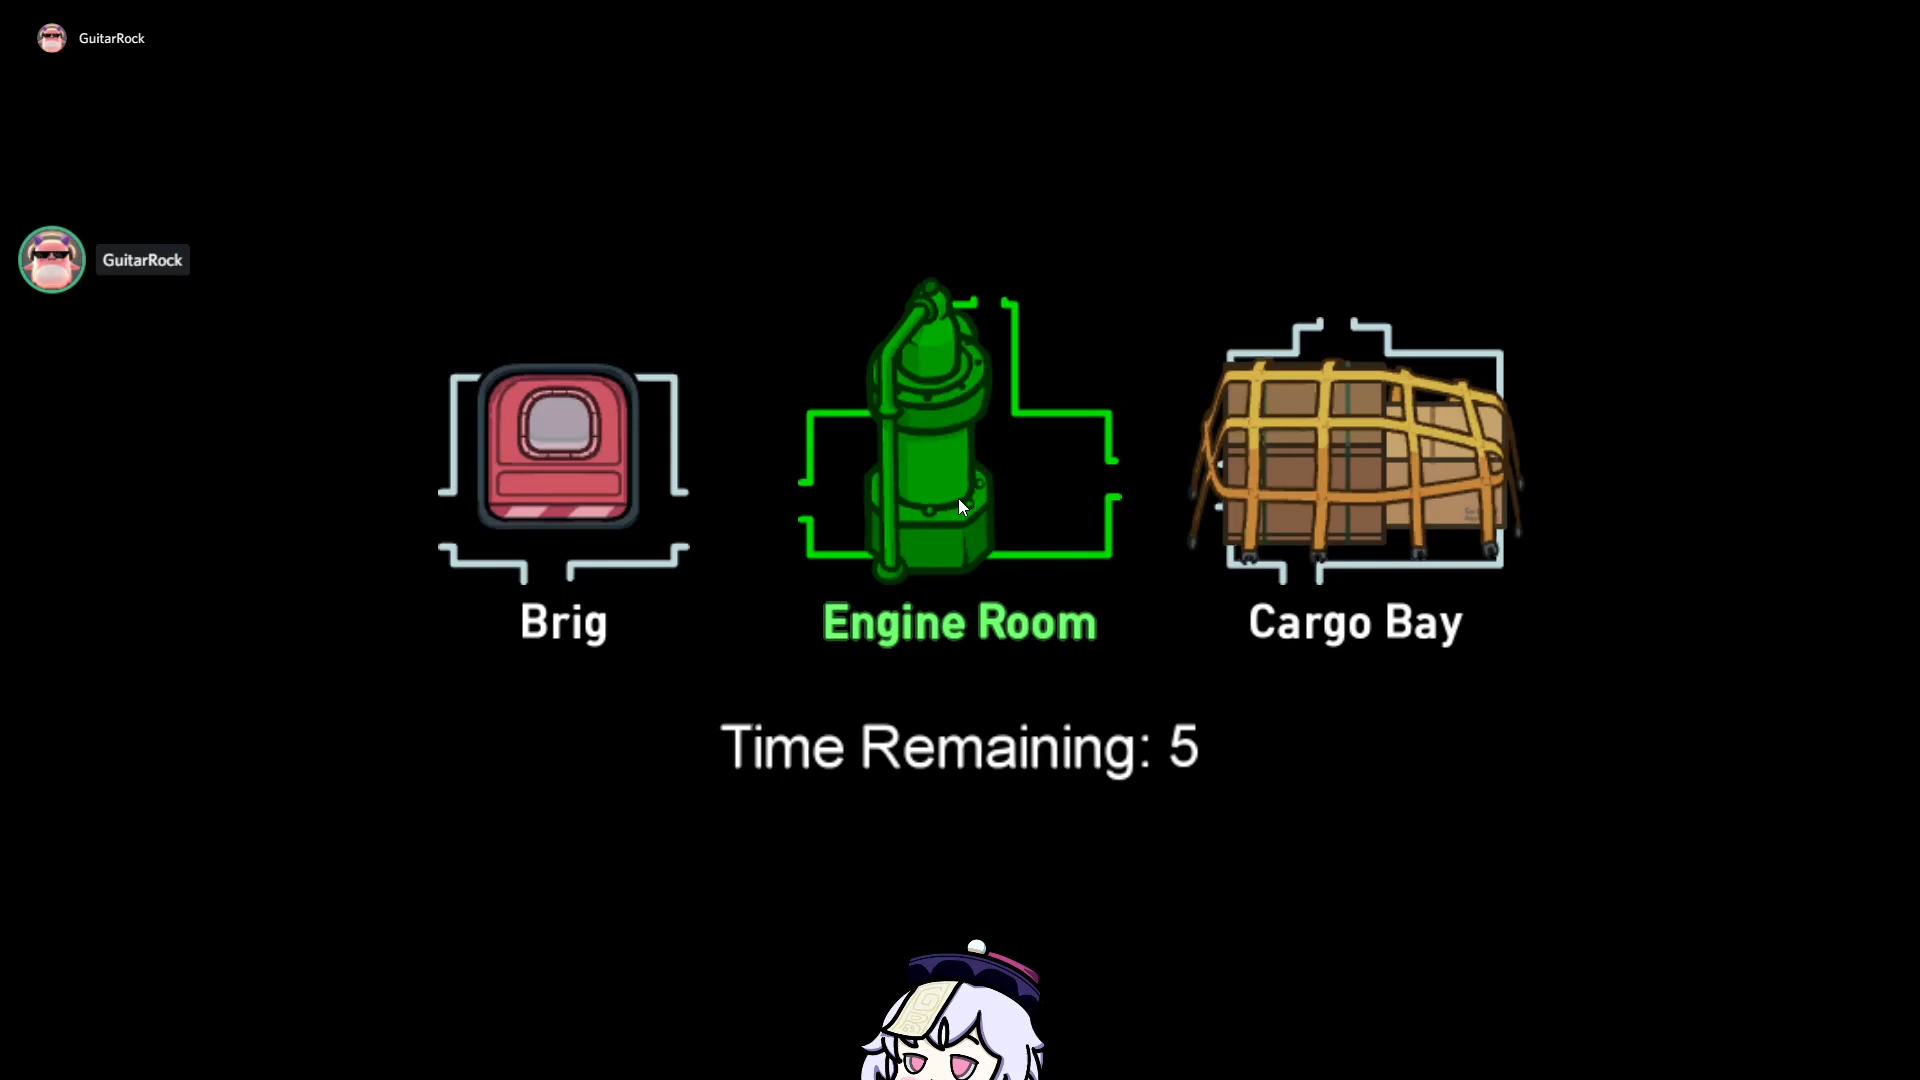 GuitarRock
GuitarRock
Brig
Engine Room
Cargo Bay
Time Remaining: 5